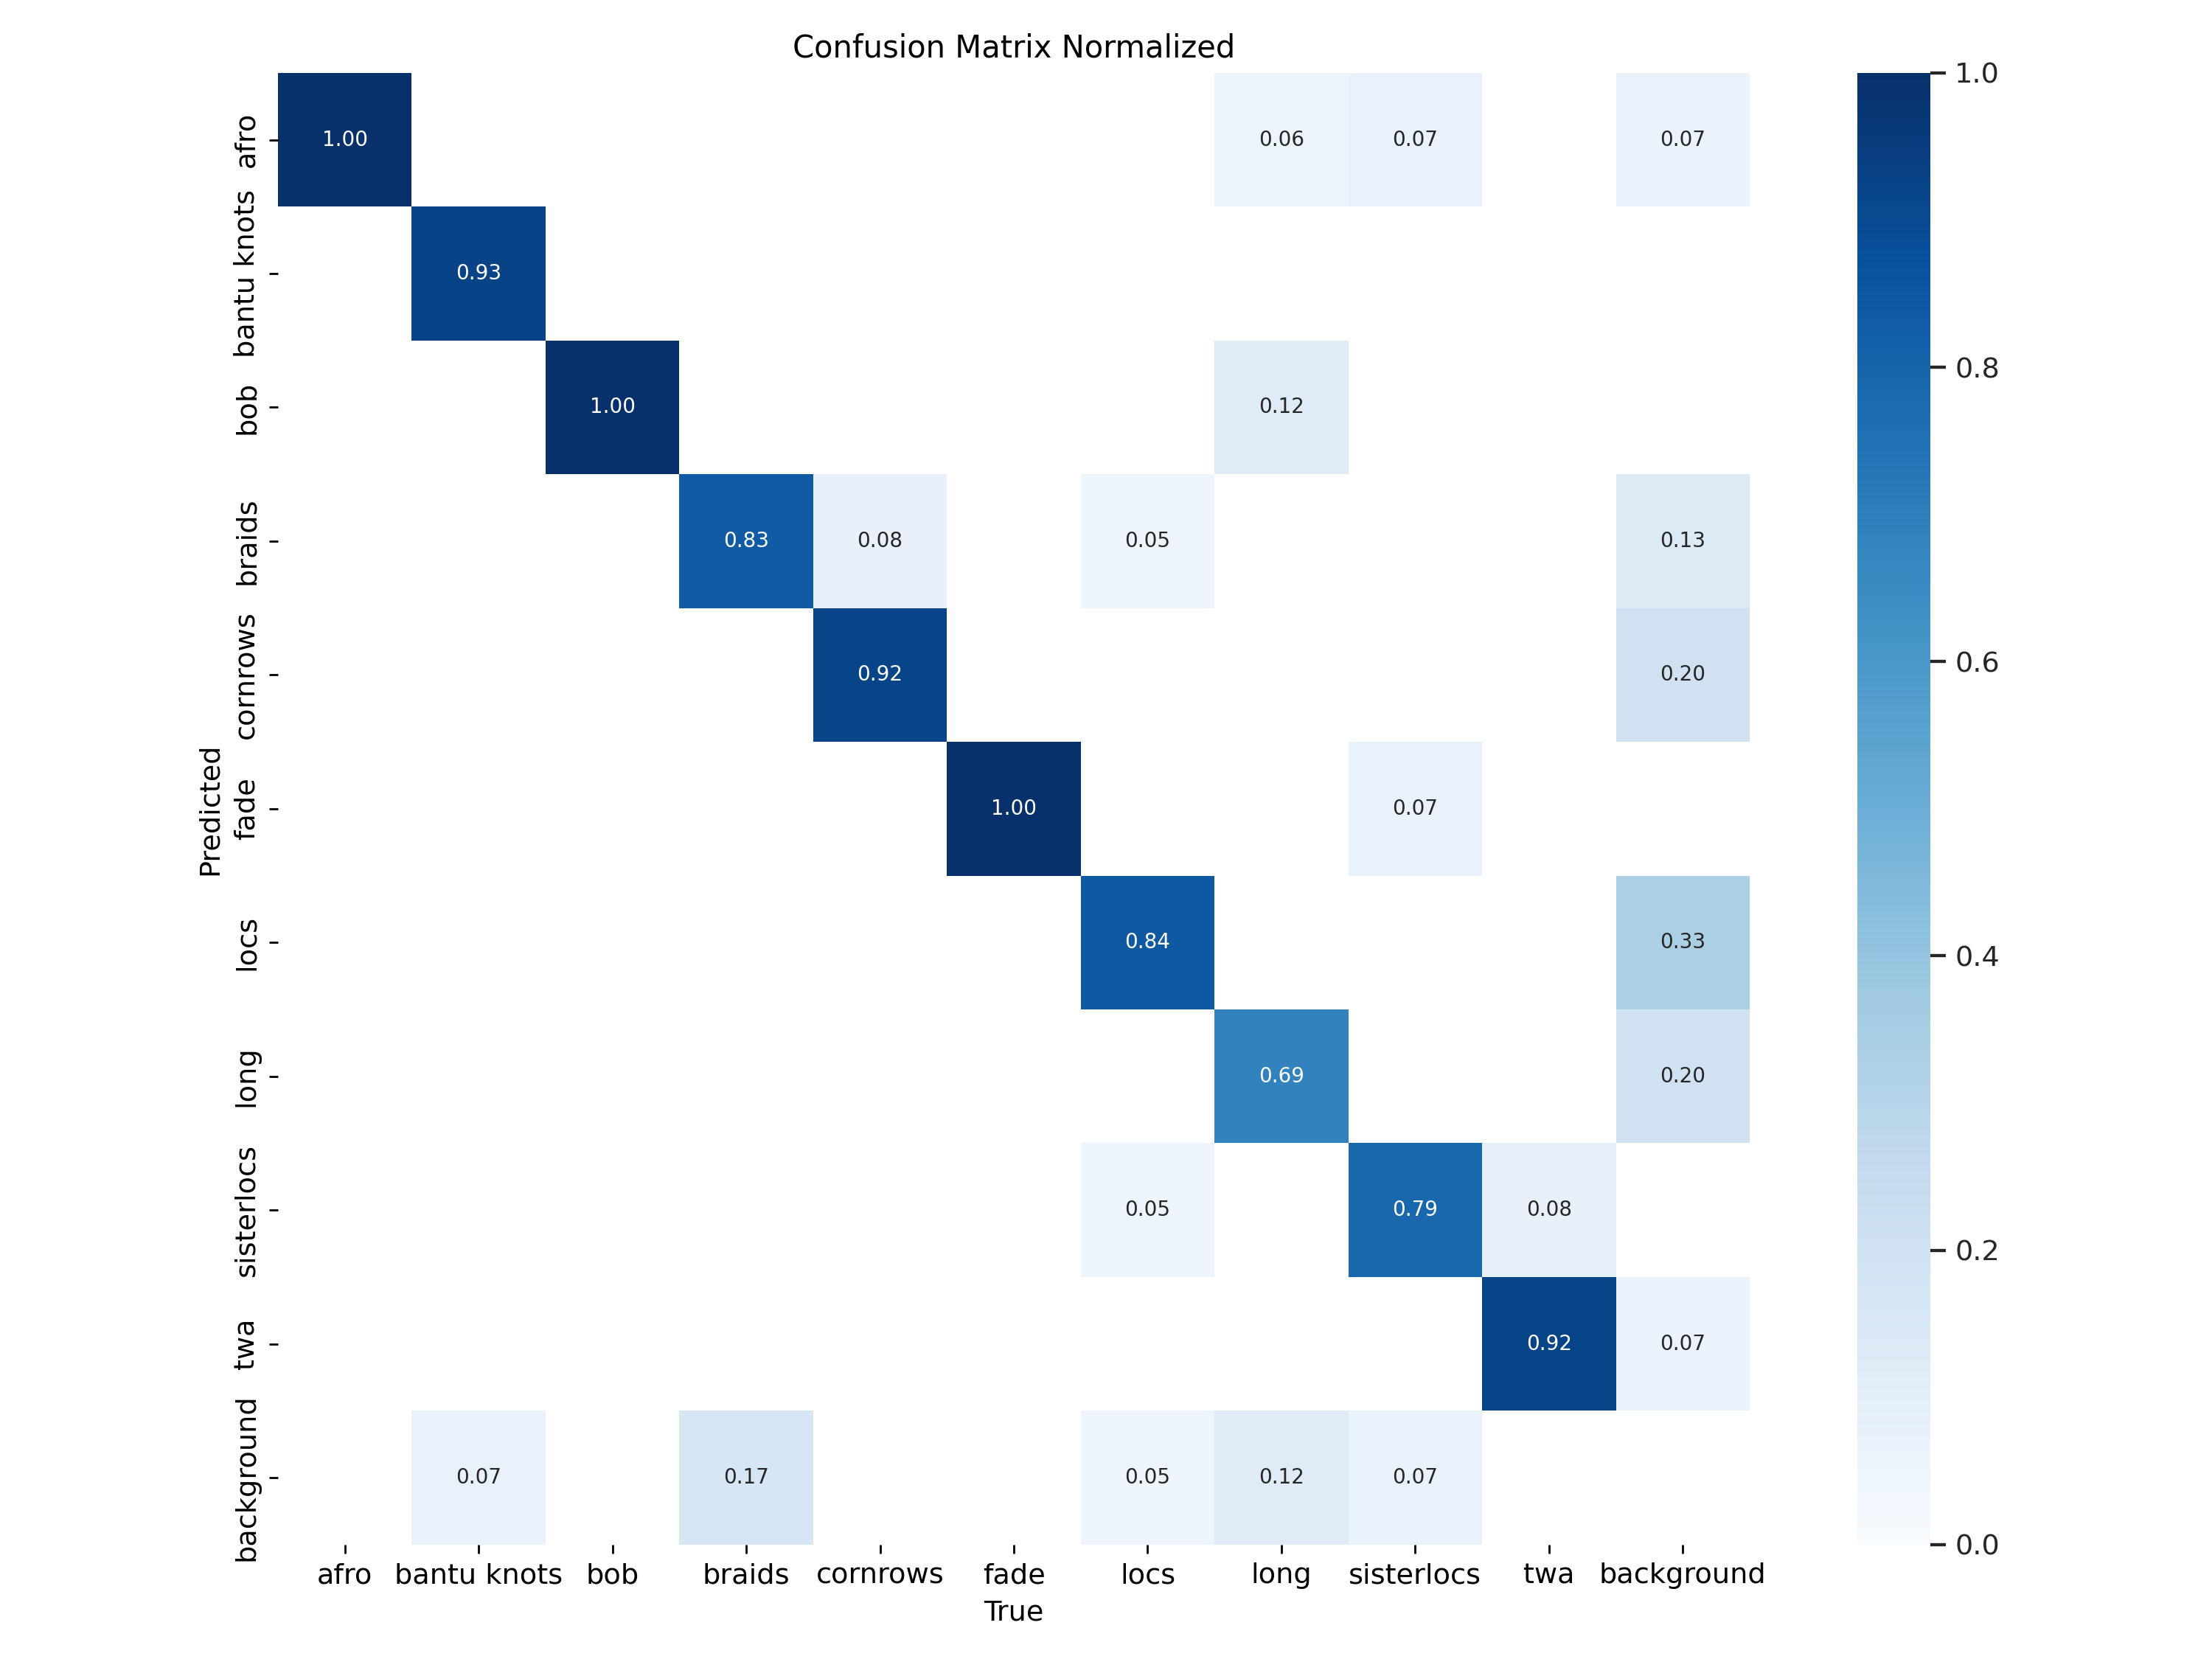 Confusion Matrix Normalized
afro 1.00 0.06 0.07 0.07
bantu knots 0.93
bob 1.00 0.12
braids 0.83 0.08 0.05 0.13
cornrows 0.92 0.20
fade 1.00 0.07
locs 0.84 0.33
long 0.69 0.20
sisterlocs 0.05 0.79 0.08
twa 0.92 0.07
background 0.07 0.17 0.05 0.12 0.07
Predicted
afro bantu knots bob braids cornrows fade locs long sisterlocs twa background
True
1.0
0.8
0.6
0.4
0.2
0.0